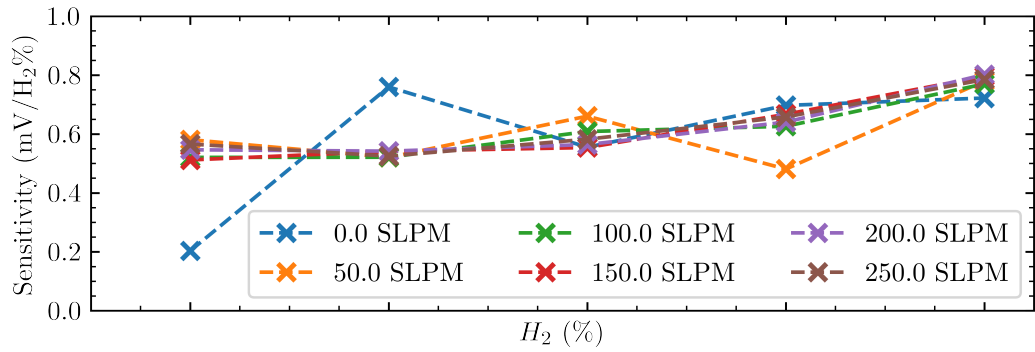 1.0
0.8
0.6
0.4
0.2
0.0
Sensitivity (mV/H₂%)
0.0 SLPM
50.0 SLPM
100.0 SLPM
150.0 SLPM
200.0 SLPM
250.0 SLPM
H₂ (%)